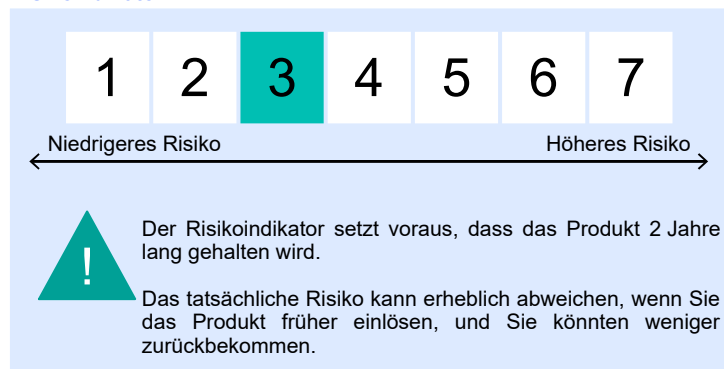 1 2 3 4 5 6 7
Niedrigeres Risiko Höheres Risiko
!
Der Risikoindikator setzt voraus, dass das Produkt 2 Jahre
lang gehalten wird.
Das tatsächliche Risiko kann erheblich abweichen, wenn Sie
das Produkt früher einlösen, und Sie könnten weniger
zurückbekommen.